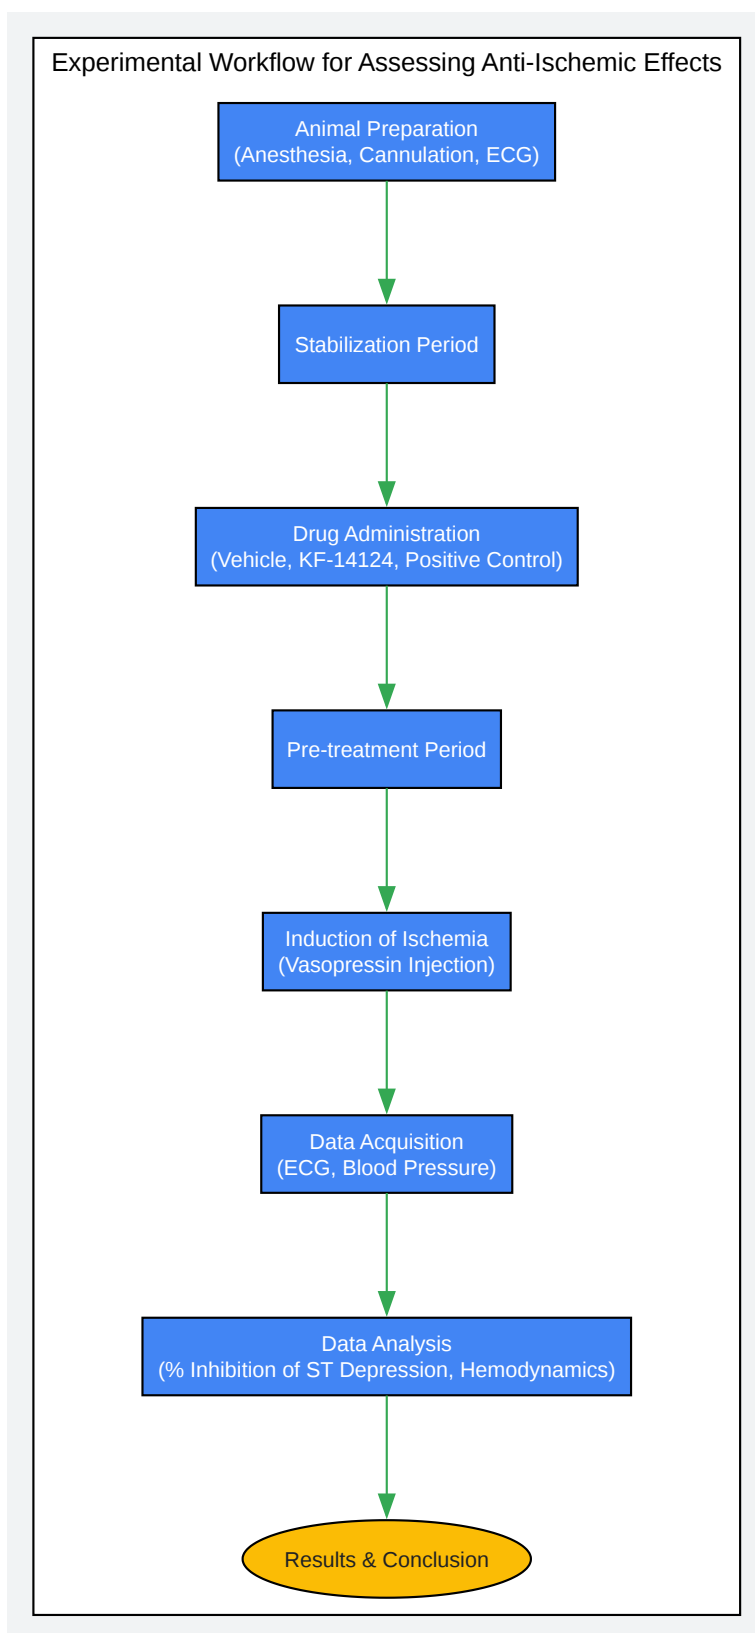 Experimental Workflow for Assessing Anti-Ischemic Effects
Animal Preparation
(Anesthesia, Cannulation, ECG)
Stabilization Period
Drug Administration
(Vehicle, KF-14124, Positive Control)
Pre-treatment Period
Induction of Ischemia
(Vasopressin Injection)
Data Acquisition
(ECG, Blood Pressure)
Data Analysis
(% Inhibition of ST Depression, Hemodynamics)
Results & Conclusion